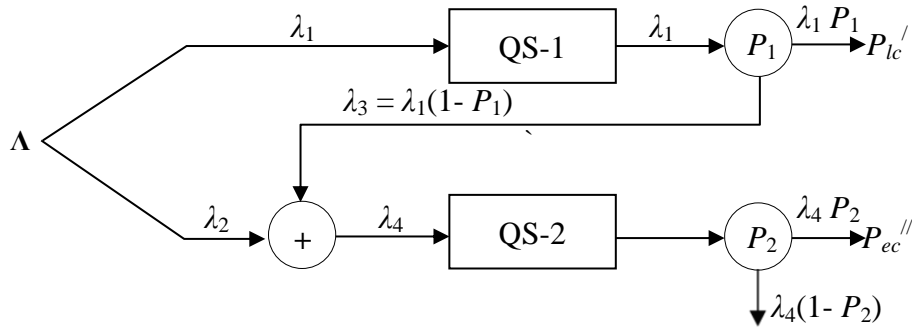 λ1 QS-1 λ1 P1 λ1 P1 Plc/
λ3 = λ1(1- P1)
`
Λ
λ2 + λ4 QS-2 P2 λ4 P2 Pec//
λ4(1- P2)